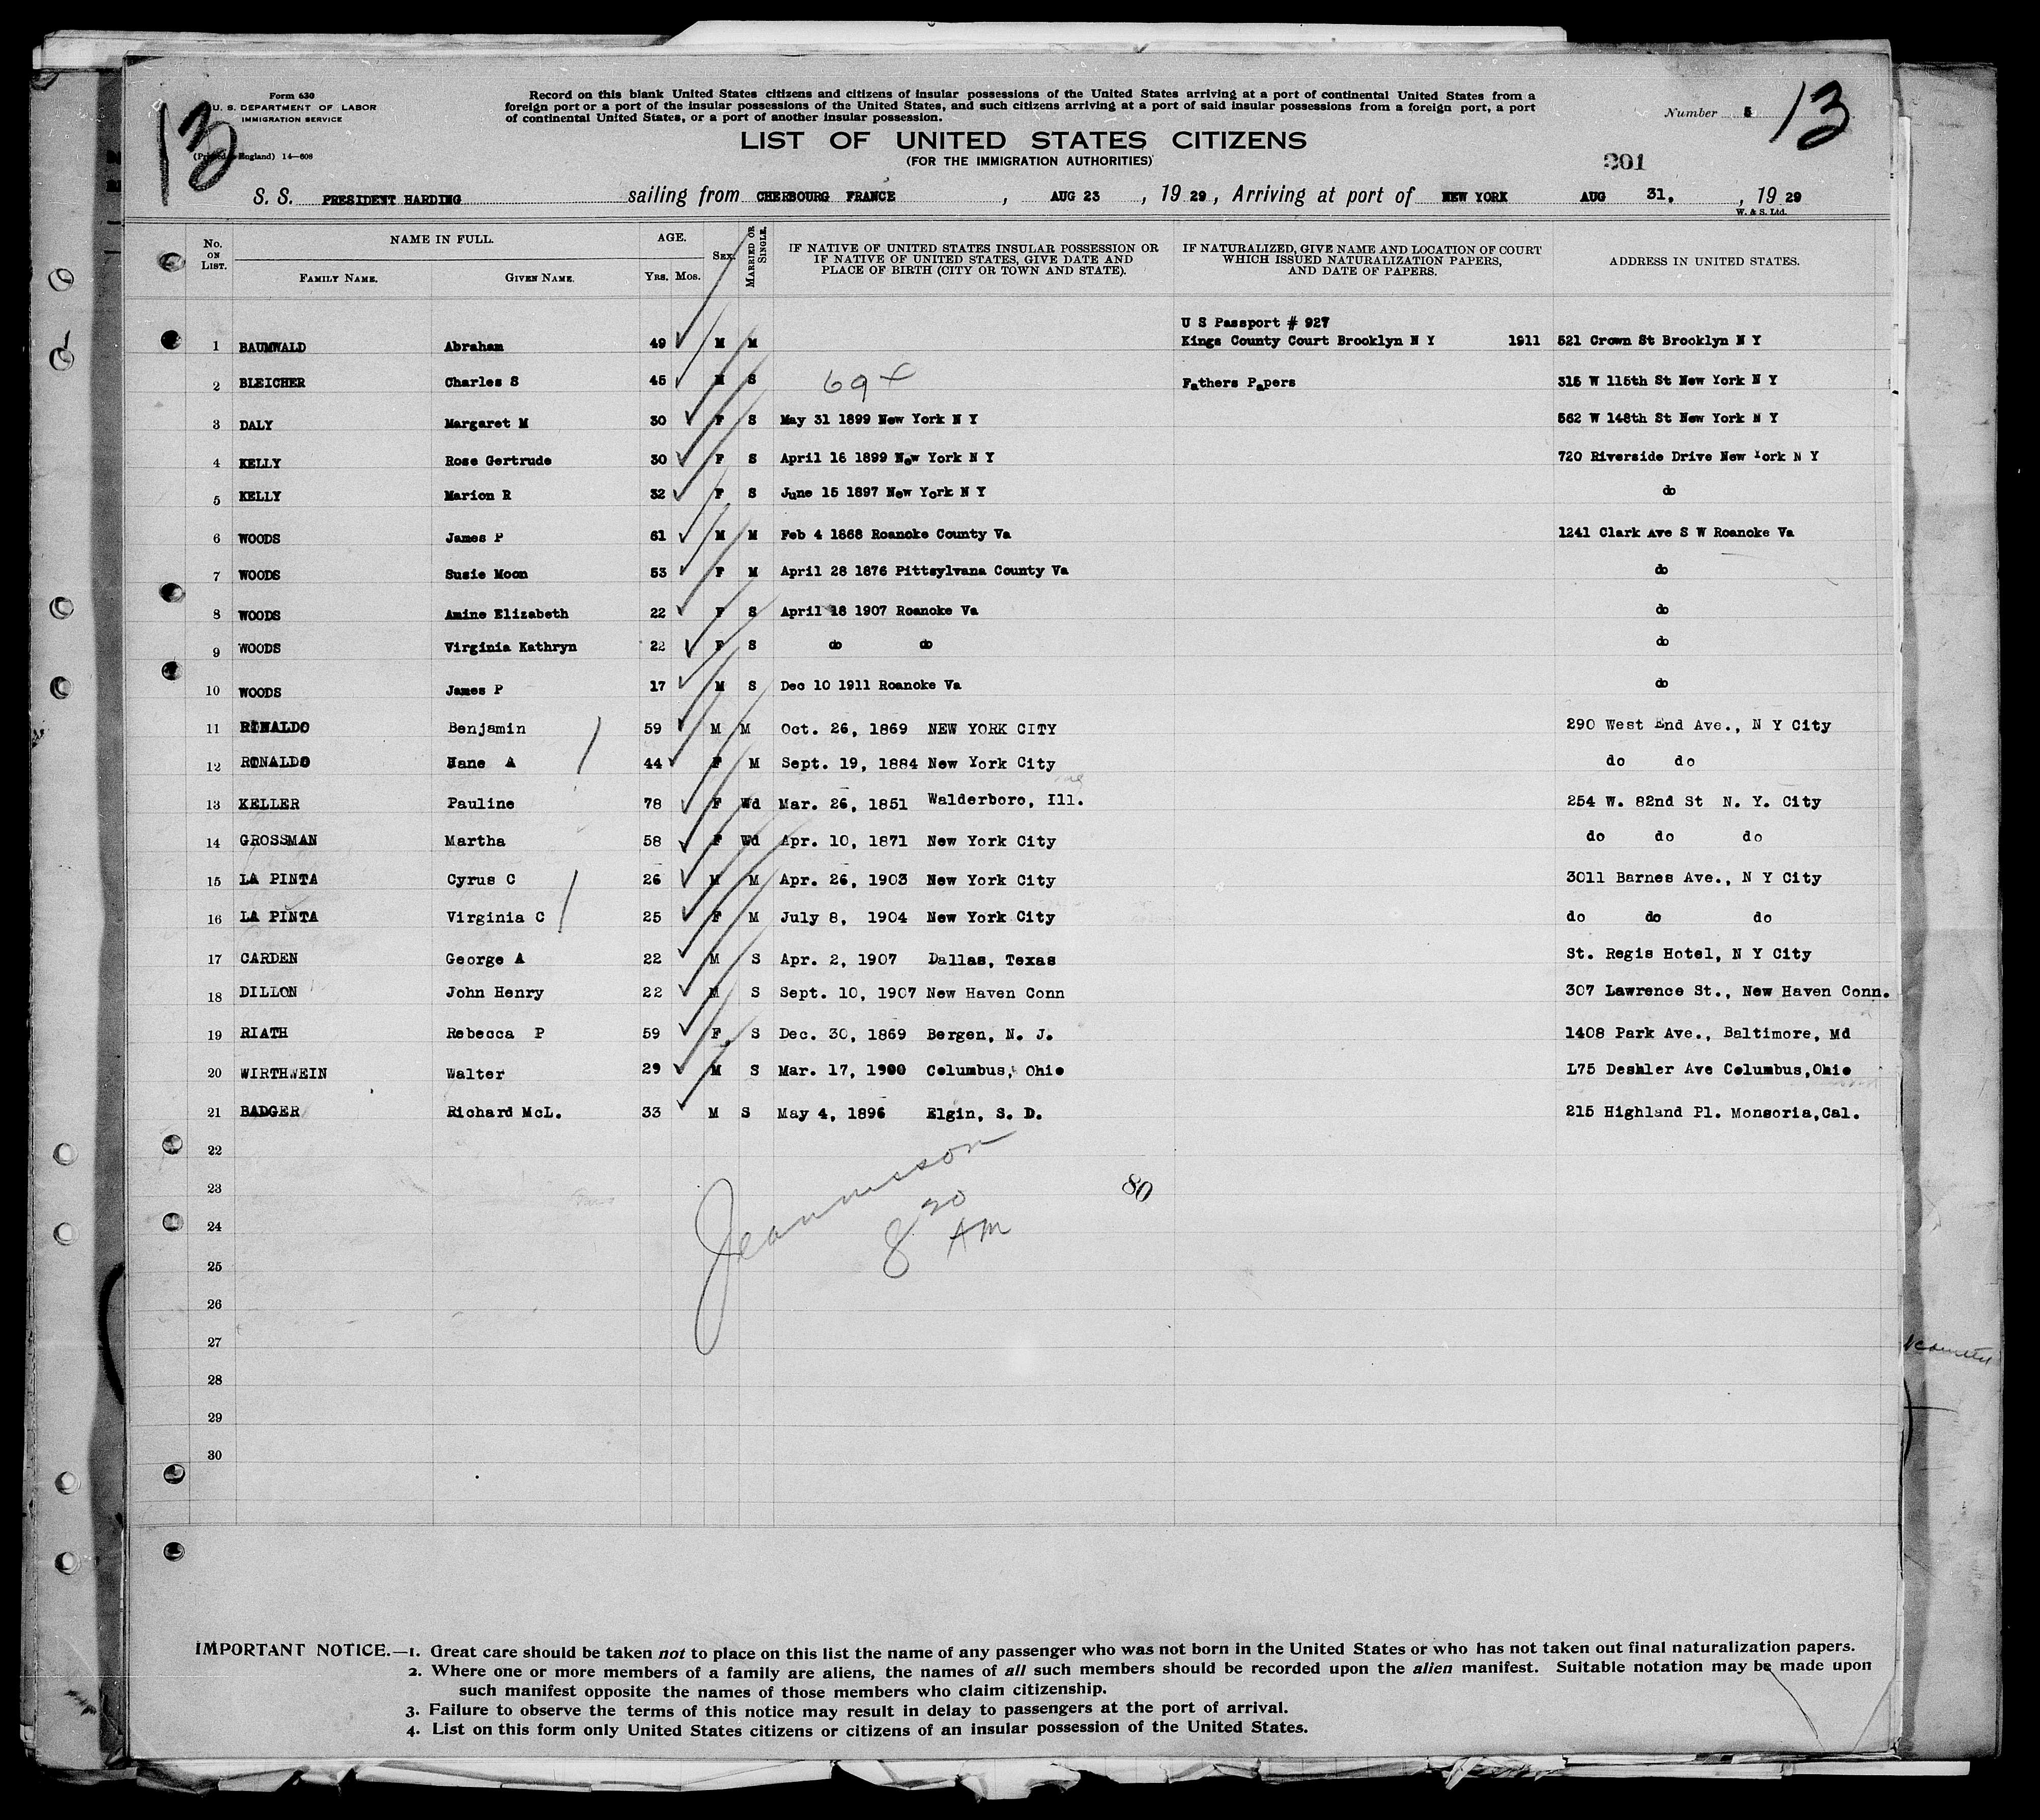 Form 630
U. S. DEPARTMENT OF LABOR
IMMIGRATION SERVICE
England) 14—608
13
Record on this blank United States citizens and citizens of insular possessions of the United States arriving at a port of continental United States from a
foreign port or a port of the insular possessions of the United States, and such citizens arriving at a port of said insular possessions from a foreign port, a port
of continental United States, or a port of another insular possession.
Number 5 13
LIST OF UNITED STATES CITIZENS
(FOR THE IMMIGRATION AUTHORITIES)
201
S. S. PRESIDENT HARDING sailing from CHERBOURG FRANCE , AUG 23 , 19 29 , Arriving at port of NEW YORK AUG 31. , 19 29
W. & S. Ltd.
No. ON LIST. NAME IN FULL. AGE. SEX. MARRIED OR SINGLE. IF NATIVE OF UNITED STATES INSULAR POSSESSION OR IF NATIVE OF UNITED STATES, GIVE DATE AND PLACE OF BIRTH (CITY OR TOWN AND STATE). IF NATURALIZED, GIVE NAME AND LOCATION OF COURT WHICH ISSUED NATURALIZATION PAPERS, AND DATE OF PAPERS. ADDRESS IN UNITED STATES.
FAMILY NAME. GIVEN NAME. YRS. MOS.
U S Passport # 927
1 BAUMWALD Abraham 49 M M Kings County Court Brooklyn N Y 1911 521 Crown St Brooklyn N Y
2 BLEICHER Charles S 45 M S 69 Fathers Papers 315 W 115th St New York N Y
3 DALY Margaret M 30 F S May 31 1899 New York N Y 562 W 148th St New York N Y
4 KELLY Rose Gertrude 30 F S April 16 1899 New York N Y 720 Riverside Drive New York N Y
5 KELLY Marion R 32 F S June 15 1897 New York N Y do
6 WOODS James P 61 M M Feb 4 1868 Roanoke County Va 1241 Clark Ave S W Roanoke Va
7 WOODS Susie Moon 53 F M April 28 1876 Pittsylvana County Va do
8 WOODS Amine Elizabeth 22 F S April 18 1907 Roanoke Va do
9 WOODS Virginia Kathryn 22 F S do do do
10 WOODS James P 17 M S Dec 10 1911 Roanoke Va do
11 RINALDO Benjamin 59 M M Oct. 26, 1869 NEW YORK CITY 290 West End Ave., N Y City
12 RINALDO A 44 F M Sept. 19, 1884 New York City do do
13 KELLER Pauline 78 F Wd Mar. 26, 1851 Walderboro, Ill. 254 W. 82nd St N. Y. City
14 GROSSMAN Martha 58 F Wd Apr. 10, 1871 New York City do do do
15 LA PINTA Cyrus C 26 M M Apr. 26, 1903 New York City 3011 Barnes Ave., N Y City
16 LA PINTA Virginia C 25 F M July 8, 1904 New York City do do do
17 CARDEN George A 22 M S Apr. 2, 1907 Dallas, Texas St. Regis Hotel, N Y City
18 DILLON John Henry 22 M S Sept. 10, 1907 New Haven Conn 307 Lawrence St., New Haven Conn.
19 RIATH Rebecca P 59 F S Dec. 30, 1869 Bergen, N. J. 1408 Park Ave., Baltimore, Md
20 WIRTHWEIN Walter 29 M S Mar. 17, 1900 Columbus, Ohio L75 Deshler Ave Columbus,Ohio
21 BADGER Richard McL. 33 M S May 4, 1896 Elgin, S. D. 215 Highland Pl. Monsoria,Cal.
22
23 80
24 8 20 AM
25
26
27
28
29
30
IMPORTANT NOTICE.—1. Great care should be taken not to place on this list the name of any passenger who was not born in the United States or who has not taken out final naturalization papers.
2. Where one or more members of a family are aliens, the names of all such members should be recorded upon the alien manifest. Suitable notation may be made upon
such manifest opposite the names of those members who claim citizenship.
3. Failure to observe the terms of this notice may result in delay to passengers at the port of arrival.
4. List on this form only United States citizens or citizens of an insular possession of the United States.